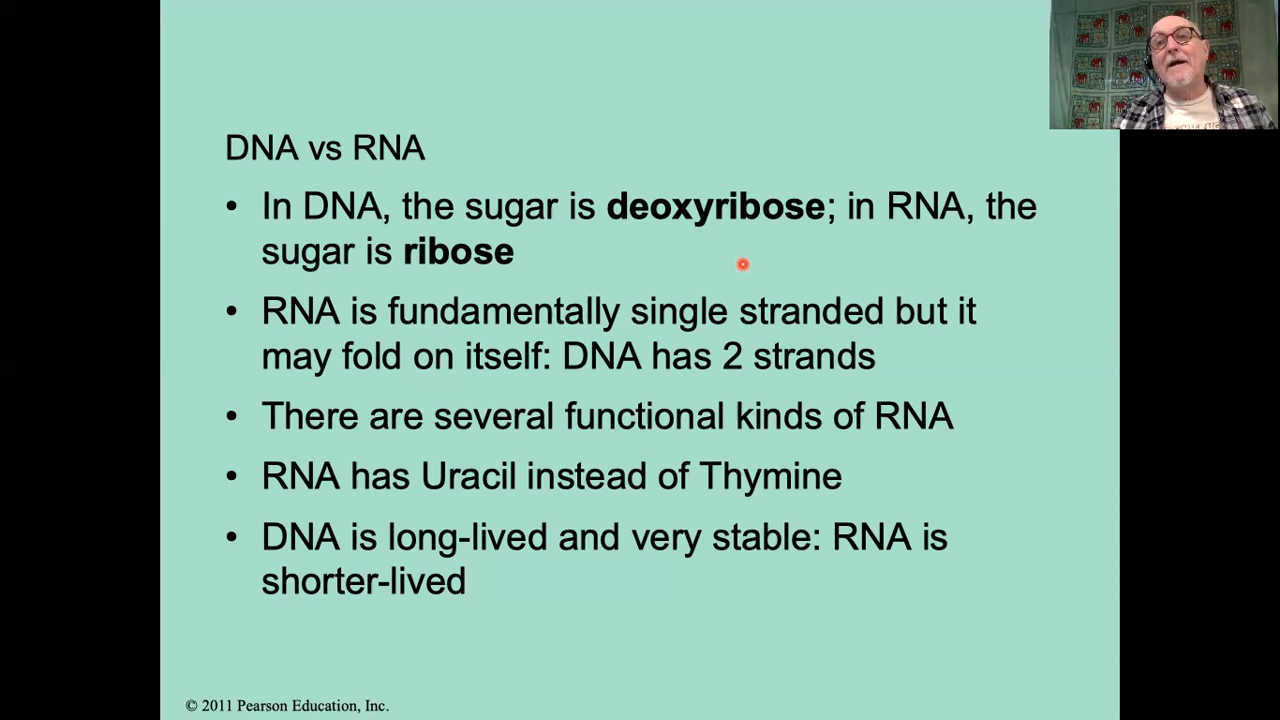 DNA vs RNA
• In DNA, the sugar is deoxyribose; in RNA, the
sugar is ribose
• RNA is fundamentally single stranded but it
may fold on itself: DNA has 2 strands
• There are several functional kinds of RNA
• RNA has Uracil instead of Thymine
• DNA is long-lived and very stable: RNA is
shorter-lived
© 2011 Pearson Education, Inc.